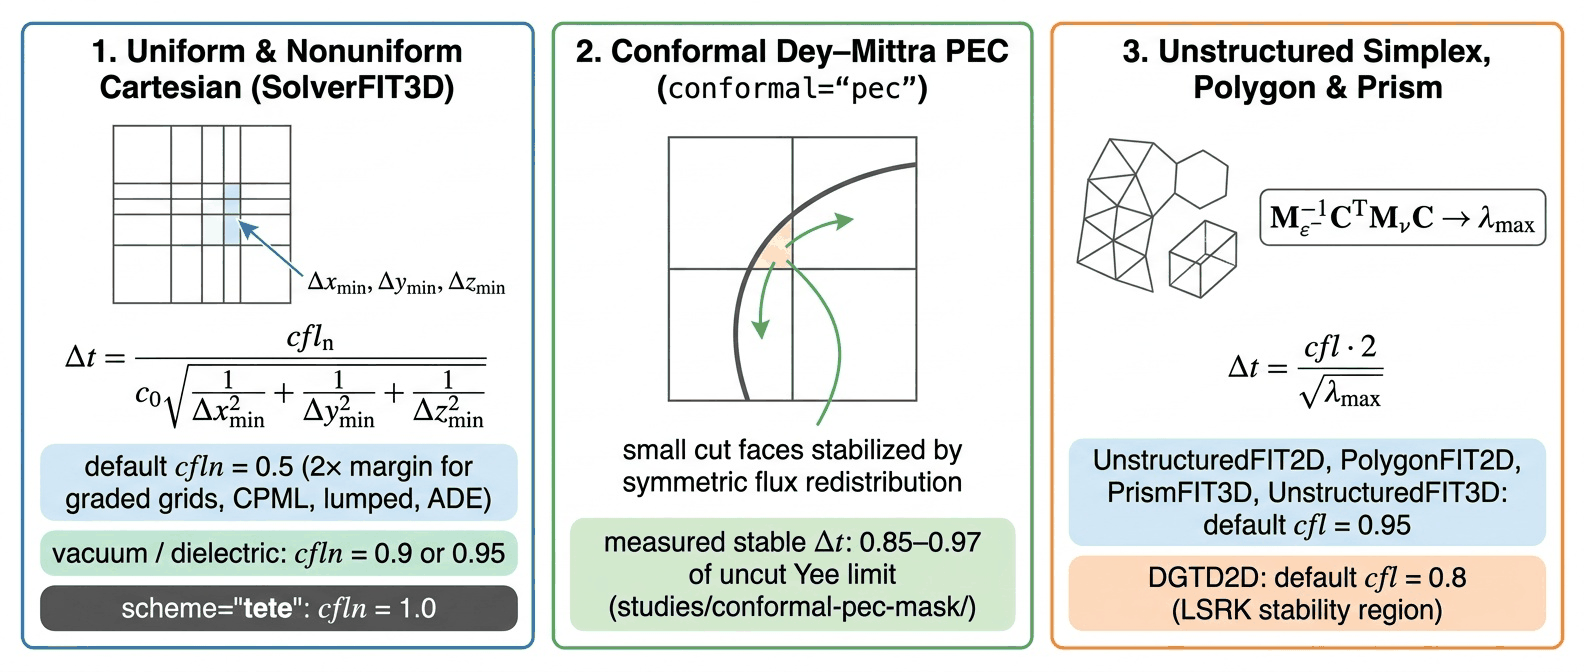 1. Uniform & Nonuniform
Cartesian (SolverFIT3D)
Δx_min, Δy_min, Δz_min
Δt = cfl_n / (c_0 √(1/Δx²_min + 1/Δy²_min + 1/Δz²_min))
default cfln = 0.5 (2× margin for
graded grids, CPML, lumped, ADE)
vacuum / dielectric: cfln = 0.9 or 0.95
scheme="tete": cfln = 1.0
2. Conformal Dey–Mittra PEC
(conformal=“pec”)
small cut faces stabilized by
symmetric flux redistribution
measured stable Δt: 0.85–0.97
of uncut Yee limit
(studies/conformal-pec-mask/)
3. Unstructured Simplex,
Polygon & Prism
M_ε^{-1} C^T M_ν C → λ_max
Δt = cfl · 2 / √λ_max
UnstructuredFIT2D, PolygonFIT2D,
PrismFIT3D, UnstructuredFIT3D:
default cfl = 0.95
DGTD2D: default cfl = 0.8
(LSRK stability region)